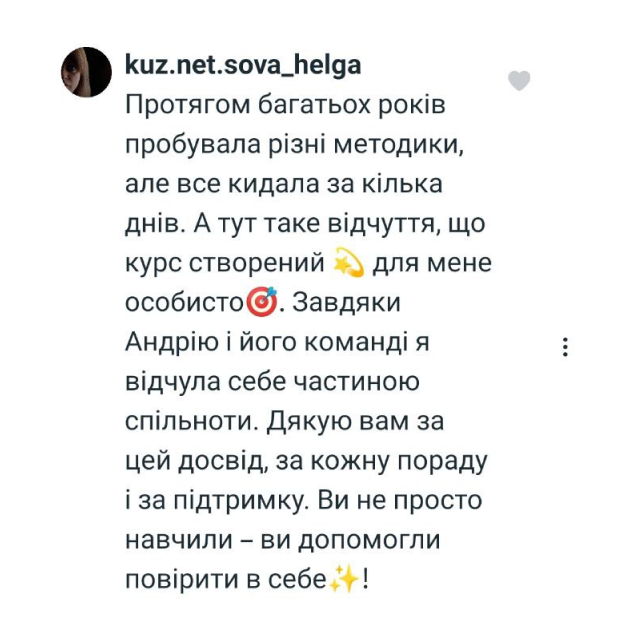 kuz.net.sova_helga
Протягом багатьох років
пробувала різні методики,
але все кидала за кілька
днів. А тут таке відчуття, що
курс створений 💫 для мене
особисто🎯. Завдяки
Андрію і його команді я
відчула себе частиною
спільноти. Дякую вам за
цей досвід, за кожну пораду
і за підтримку. Ви не просто
навчили – ви допомогли
повірити в себе✨!